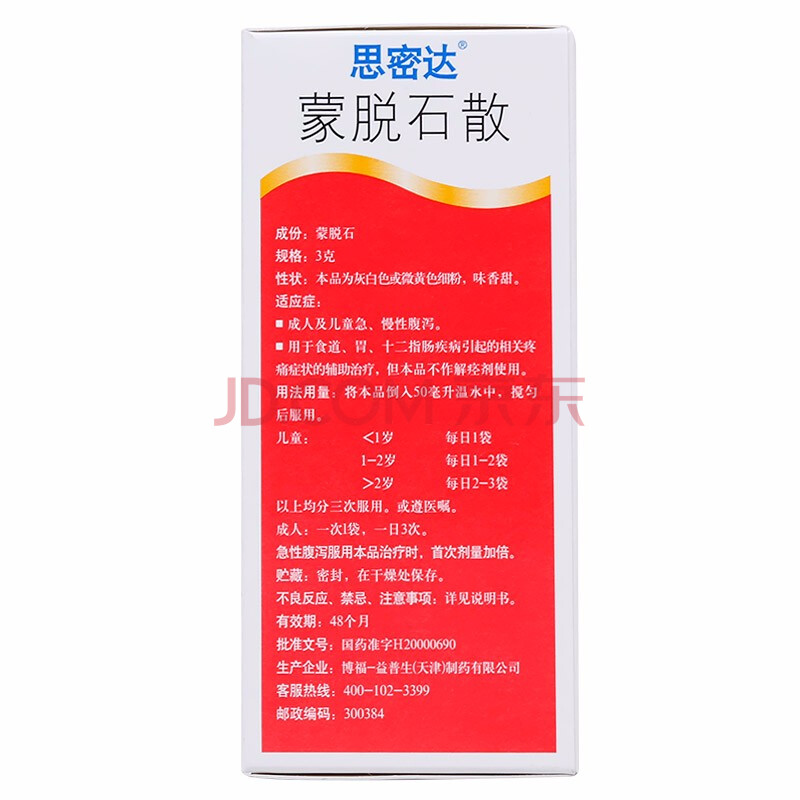 思密达®
蒙脱石散
成份：蒙脱石
规格：3克
性状：本品为灰白色或微黄色细粉，味香甜。
适应症：
■ 成人及儿童急、慢性腹泻。
■ 用于食道、胃、十二指肠疾病引起的相关疼
痛症状的辅助治疗，但本品不作解痉剂使用。
用法用量：将本品倒入50毫升温水中，搅匀
后服用。
JD.COM 京东
儿童： <1岁 每日1袋
1-2岁 每日1-2袋
>2岁 每日2-3袋
以上均分三次服用。或遵医嘱。
成人：一次1袋，一日3次。
急性腹泻服用本品治疗时，首次剂量加倍。
贮藏：密封，在干燥处保存。
不良反应、禁忌、注意事项：详见说明书。
有效期：48个月
批准文号：国药准字H20000690
生产企业：博福-益普生(天津)制药有限公司
客服热线：400-102-3399
邮政编码：300384